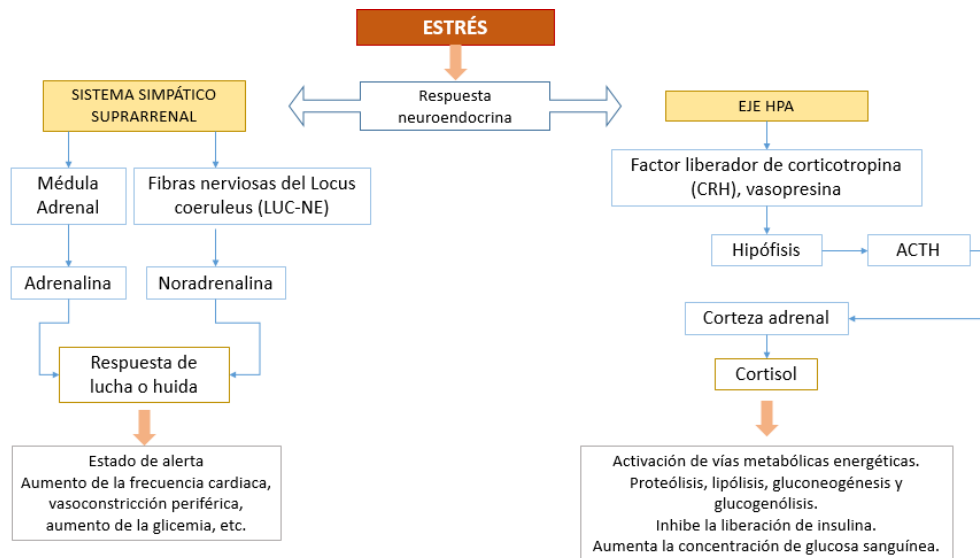 ESTRÉS
Respuesta
neuroendocrina
SISTEMA SIMPÁTICO
SUPRARRENAL
Médula
Adrenal
Fibras nerviosas del Locus
coeruleus (LUC-NE)
Adrenalina
Noradrenalina
Respuesta de
lucha o huida
Estado de alerta
Aumento de la frecuencia cardiaca,
vasoconstricción periférica,
aumento de la glicemia, etc.
EJE HPA
Factor liberador de corticotropina
(CRH), vasopresina
Hipófisis
ACTH
Corteza adrenal
Cortisol
Activación de vías metabólicas energéticas.
Proteólisis, lipólisis, gluconeogénesis y
glucogenólisis.
Inhibe la liberación de insulina.
Aumenta la concentración de glucosa sanguínea.